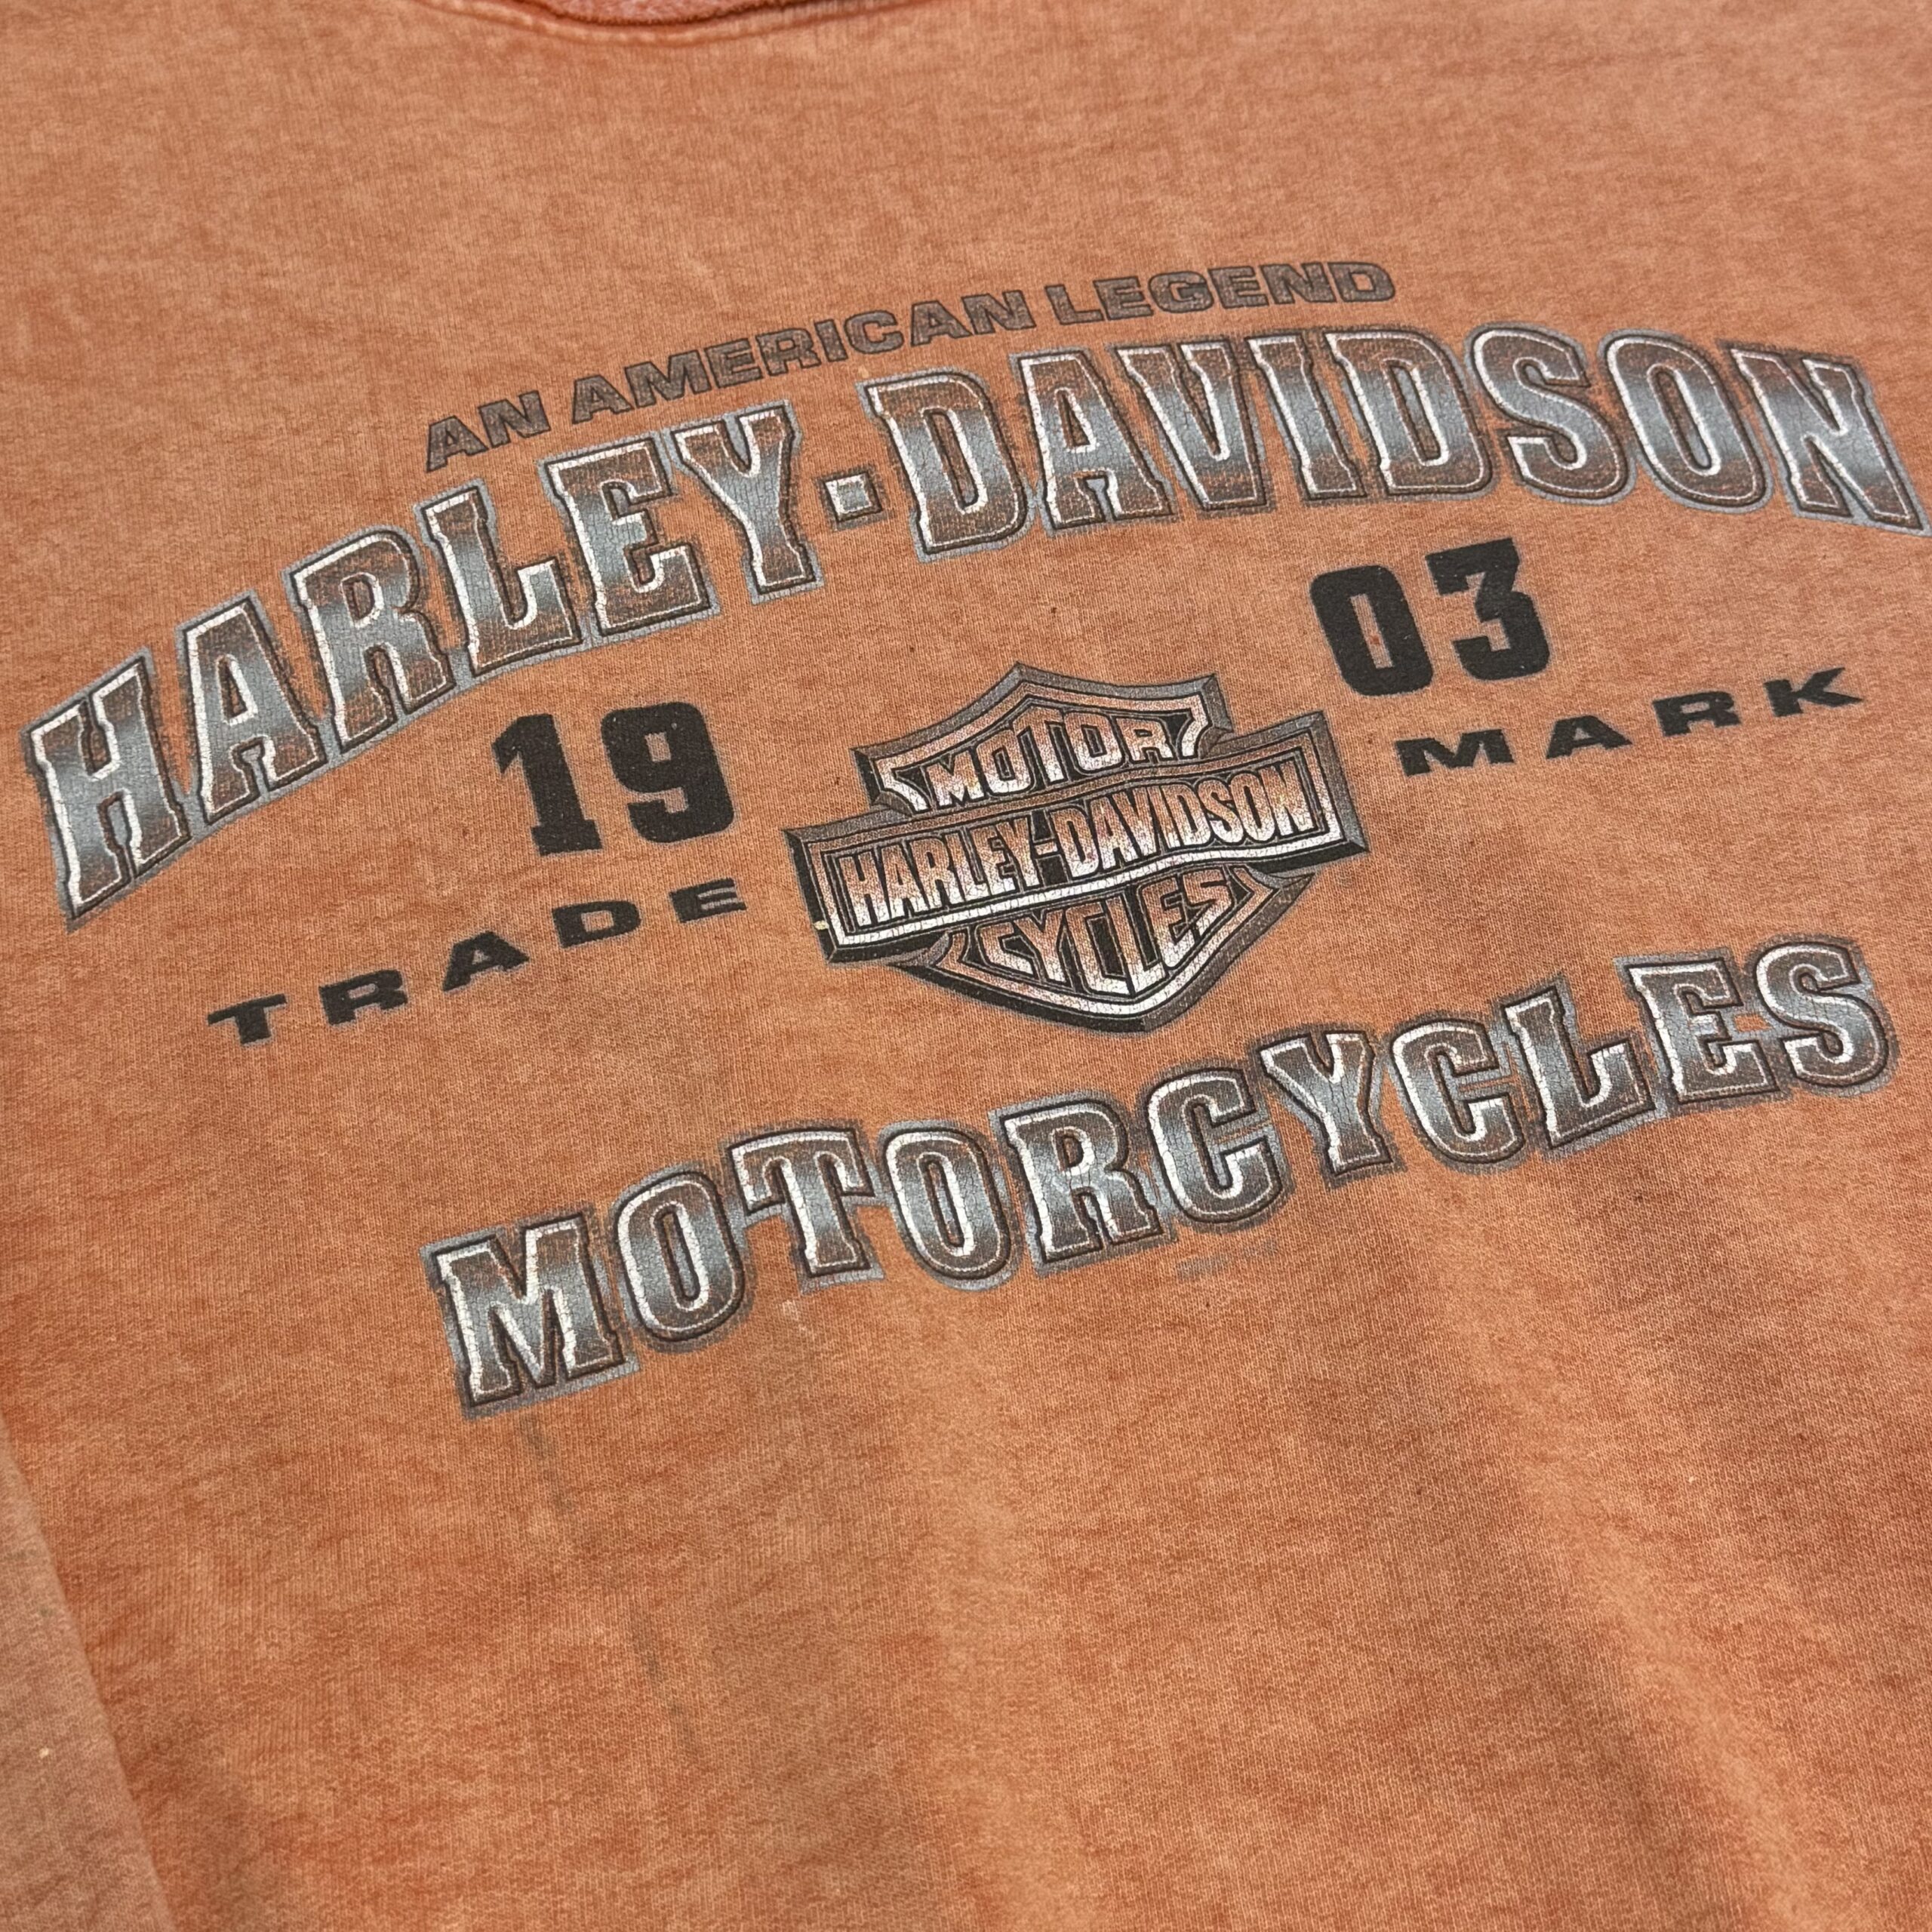 AN AMERICAN LEGEND
HARLEY-DAVIDSON
19 03
TRADE MARK
MOTOR
HARLEY-DAVIDSON
CYCLES
MOTORCYCLES